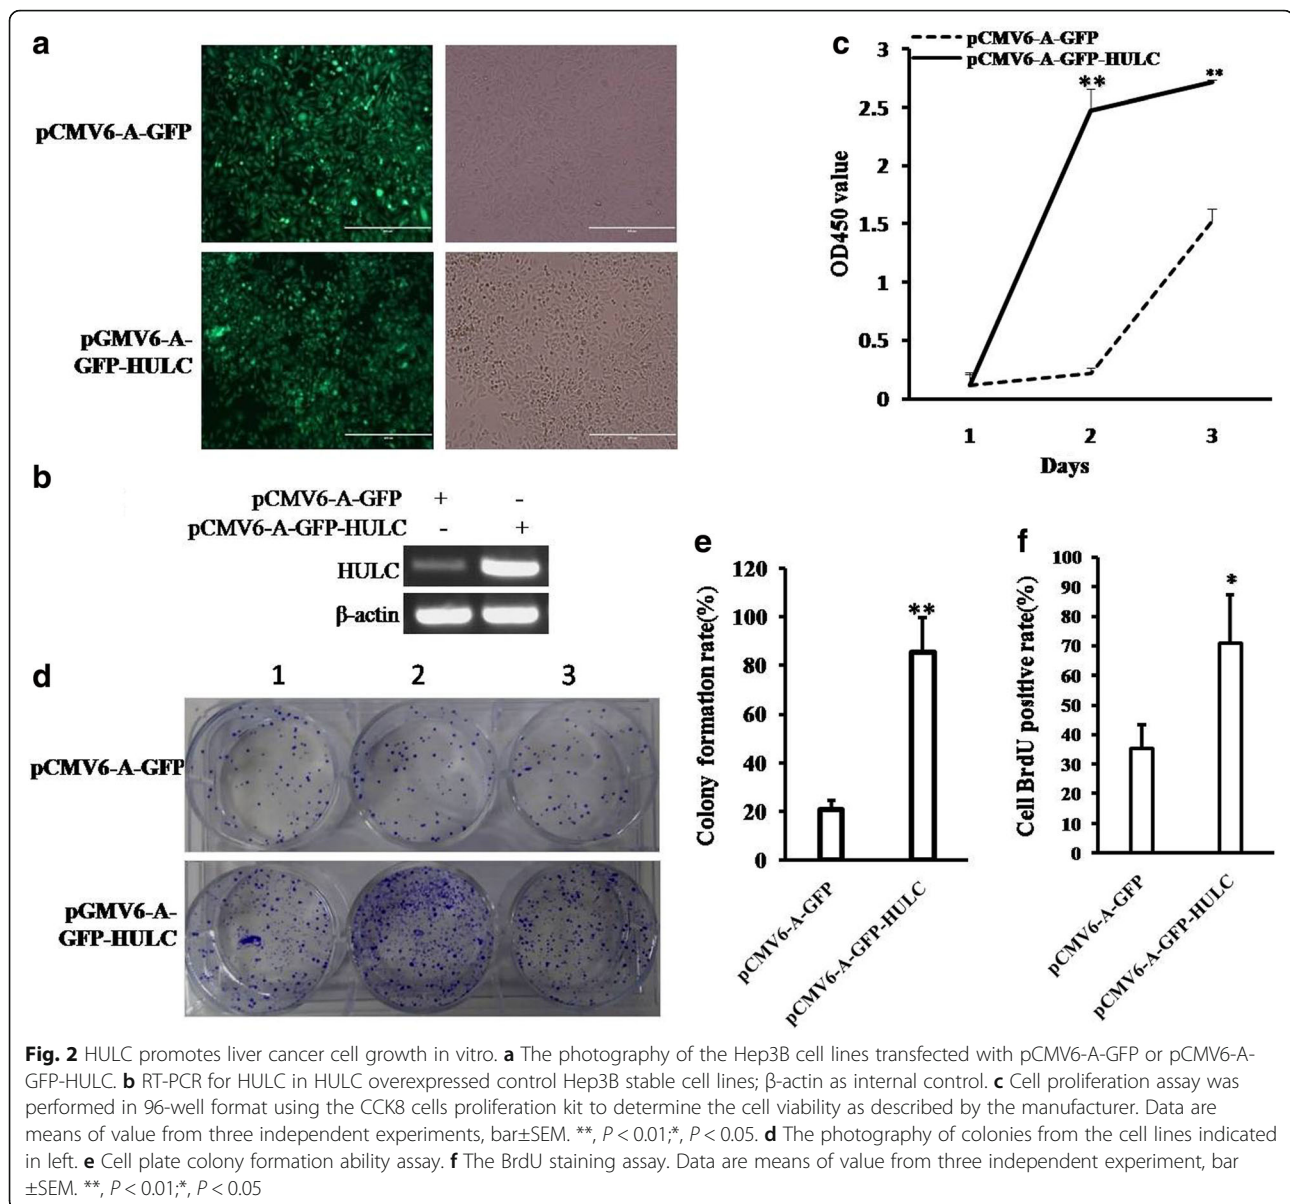 a
pCMV6-A-GFP
pGMV6-A-
GFP-HULC
b
pCMV6-A-GFP + -
pCMV6-A-GFP-HULC - +
HULC
β-actin
c
pCMV6-A-GFP
pCMV6-A-GFP-HULC
OD450 value
3
2.5
2
1.5
1
0.5
0
**
**
1 2 3
Days
d
1 2 3
pCMV6-A-GFP
pGMV6-A-
GFP-HULC
e
Colony formation rate(%)
120
100
80
60
40
20
0
**
pCMV6-A-GFP
pCMV6-A-GFP-HULC
f
Cell BrdU positive rate(%)
100
90
80
70
60
50
40
30
20
10
0
*
pCMV6-A-GFP
pCMV6-A-GFP-HULC
Fig. 2 HULC promotes liver cancer cell growth in vitro. a The photography of the Hep3B cell lines transfected with pCMV6-A-GFP or pCMV6-A-
GFP-HULC. b RT-PCR for HULC in HULC overexpressed control Hep3B stable cell lines; β-actin as internal control. c Cell proliferation assay was
performed in 96-well format using the CCK8 cells proliferation kit to determine the cell viability as described by the manufacturer. Data are
means of value from three independent experiments, bar±SEM. **, P < 0.01;*, P < 0.05. d The photography of colonies from the cell lines indicated
in left. e Cell plate colony formation ability assay. f The BrdU staining assay. Data are means of value from three independent experiment, bar
±SEM. **, P < 0.01;*, P < 0.05